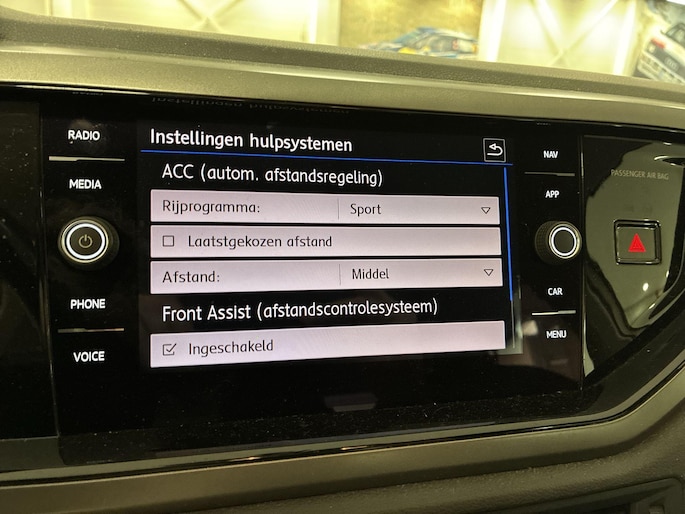 Instellingen hulpsystemen
ACC (autom. afstandsregeling)
Rijprogramma: Sport
Laatstgekozen afstand
Afstand: Middel
Front Assist (afstandscontrolesysteem)
Ingeschakeld
RADIO
MEDIA
PHONE
VOICE
NAV
APP
CAR
MENU
PASSENGER AIR BAG